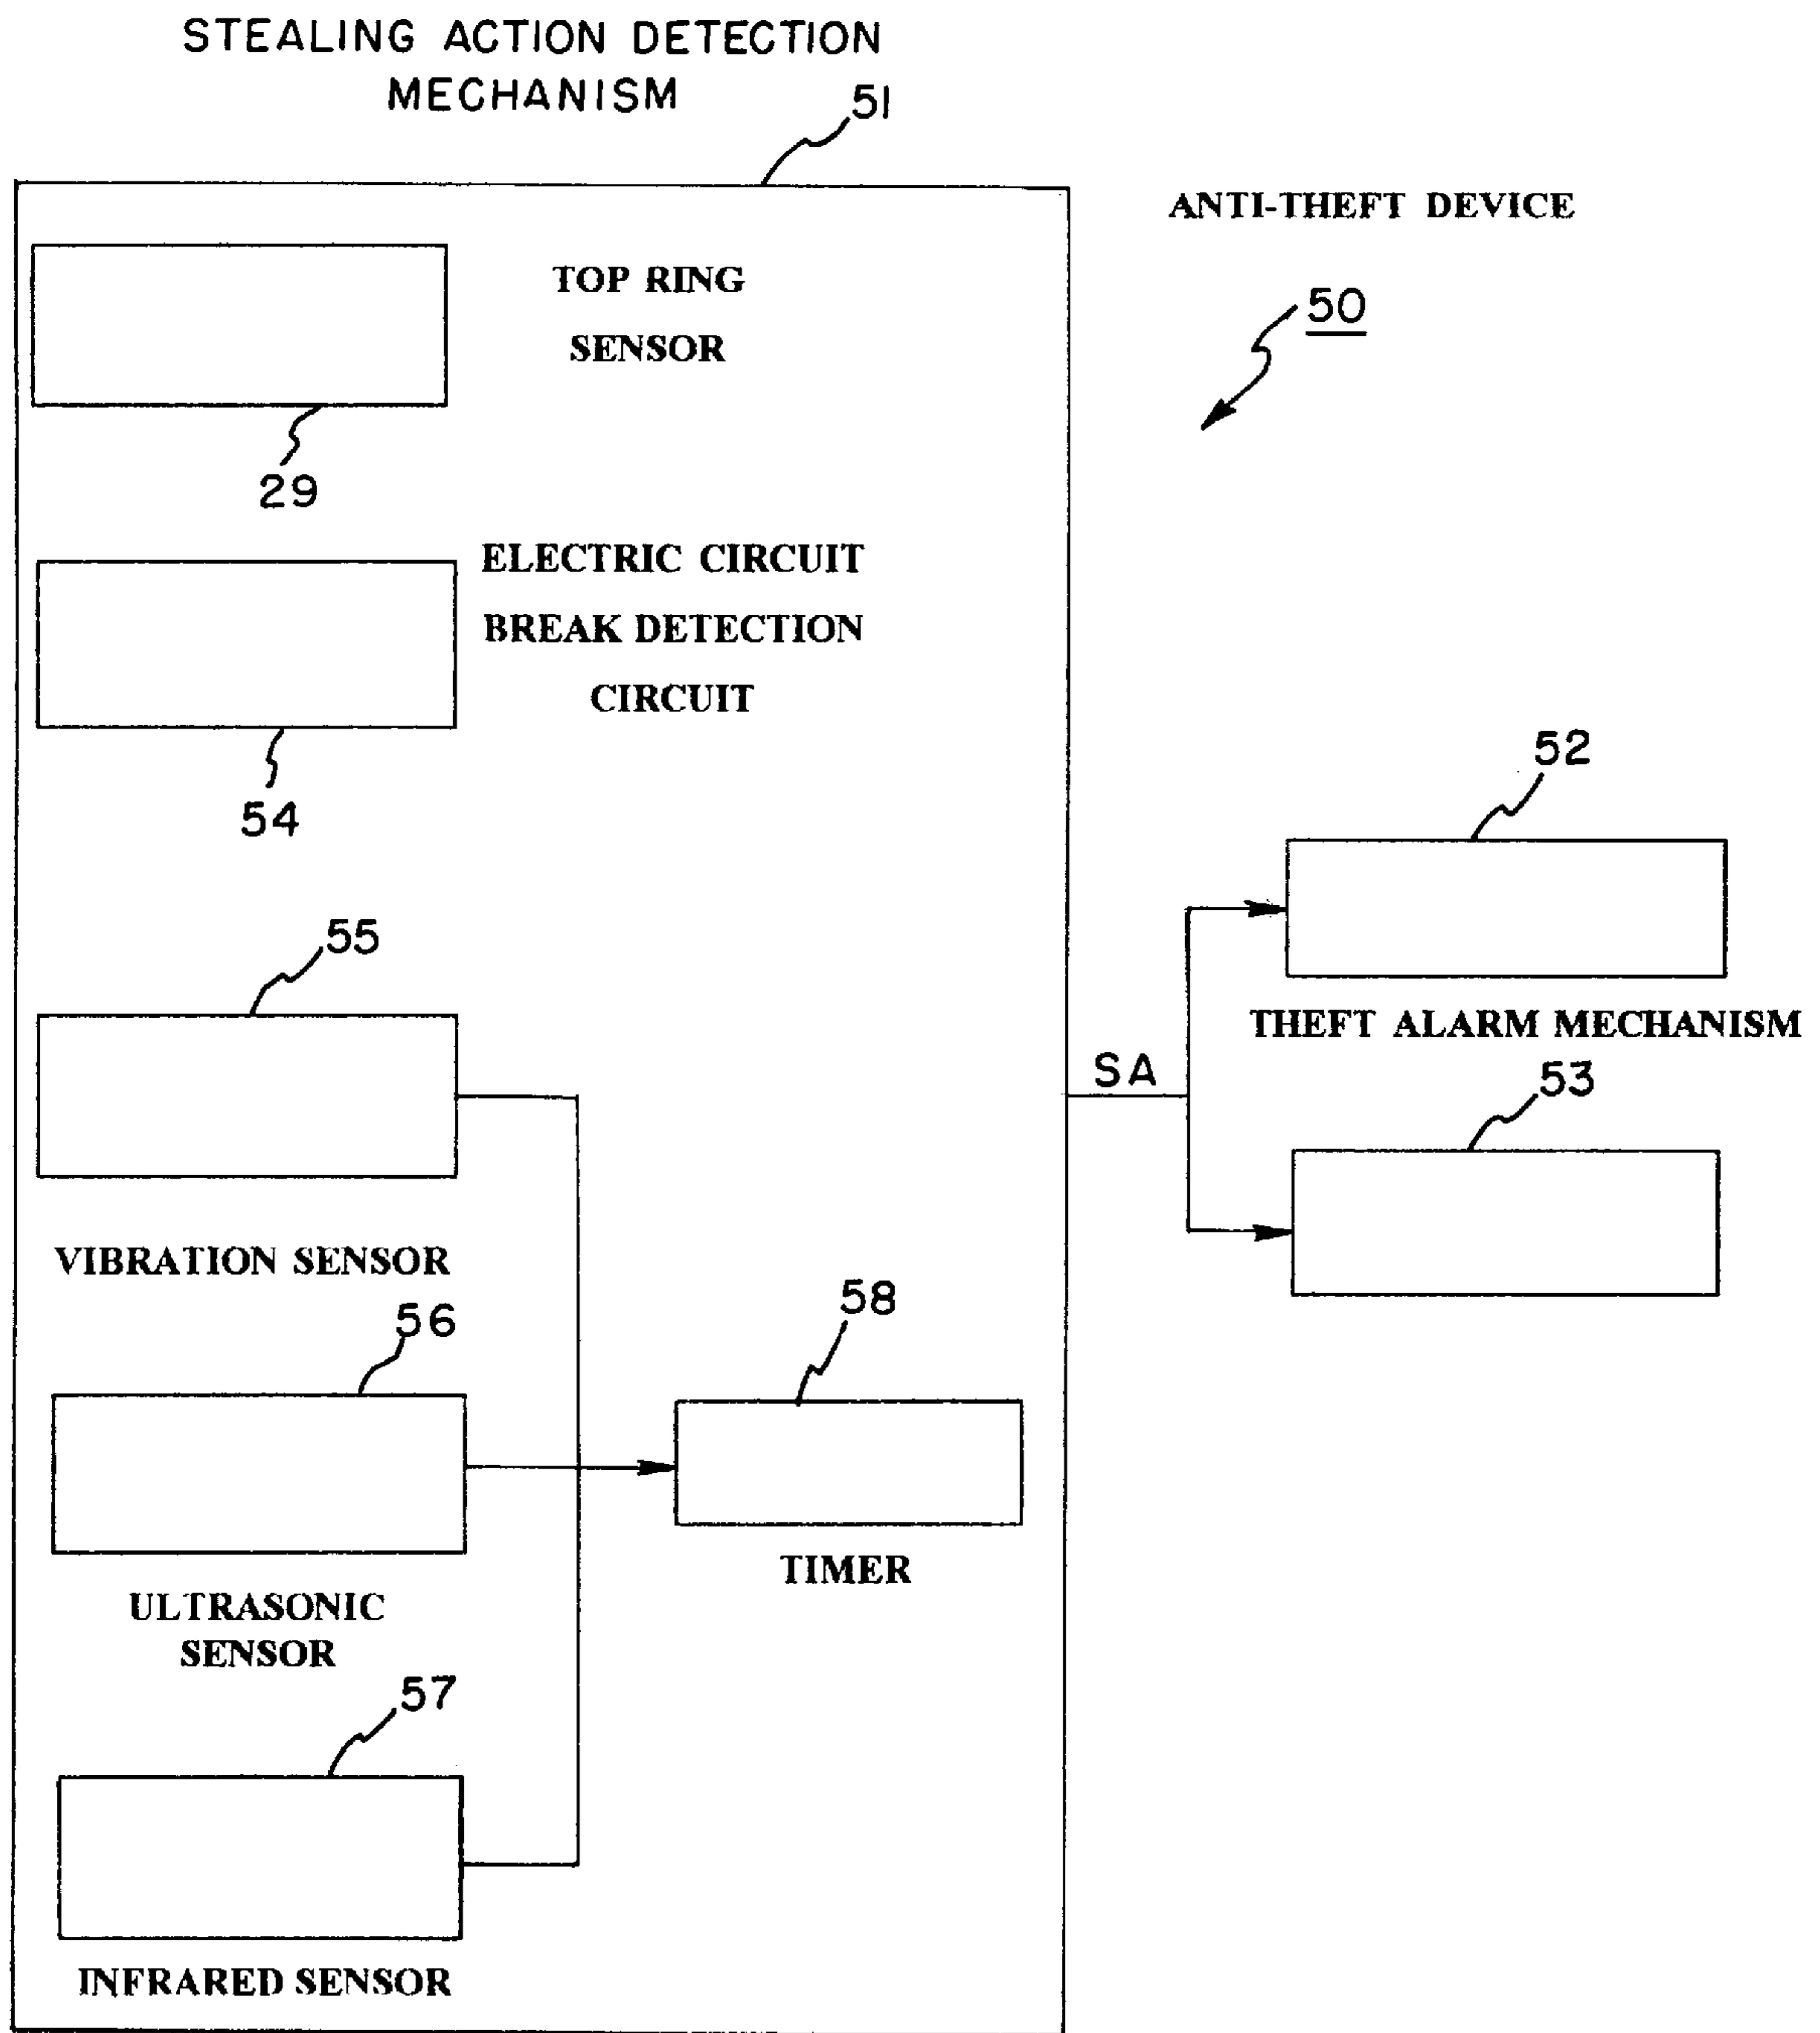 STEALING ACTION DETECTION
MECHANISM
51
ANTI-THEFT DEVICE
50
TOP RING
SENSOR
29
ELECTRIC CIRCUIT
BREAK DETECTION
CIRCUIT
54
52
THEFT ALARM MECHANISM
55
SA
53
VIBRATION SENSOR
56
58
ULTRASONIC
SENSOR
TIMER
57
INFRARED SENSOR